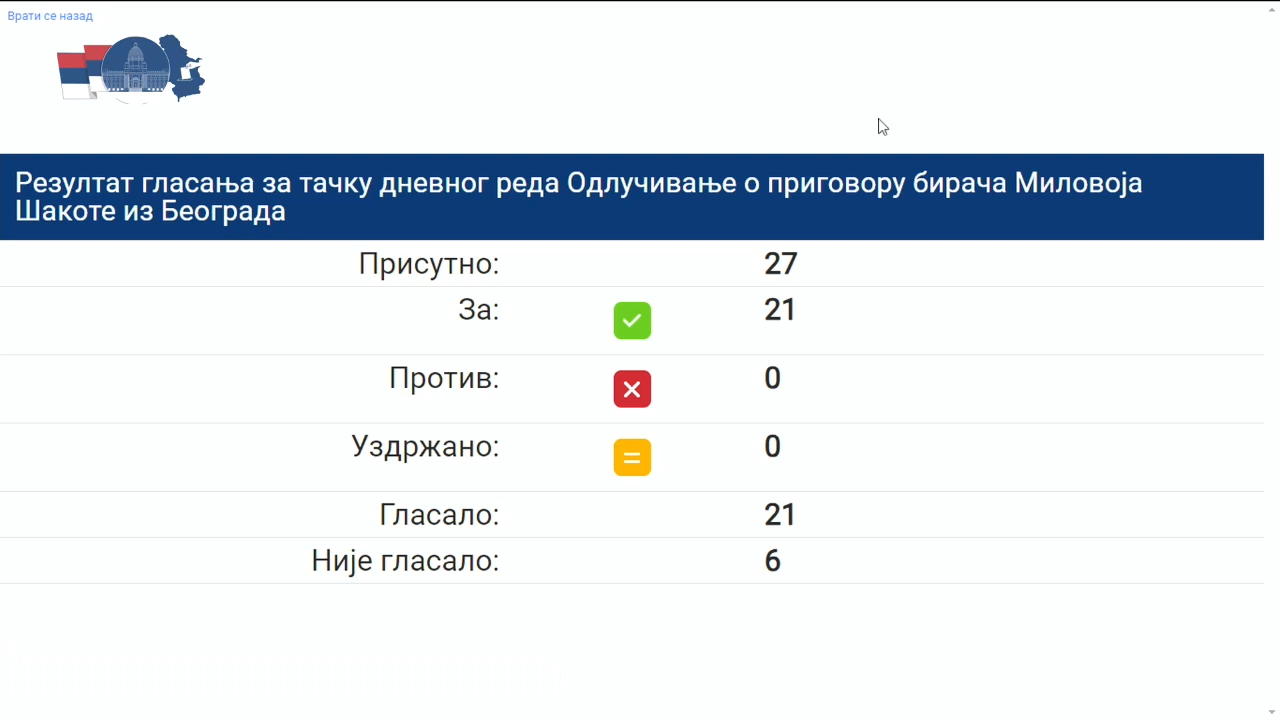 Врати се назад
Резултат гласања за тачку дневног реда Одлучивање о приговору бирача Миловоја
Шакоте из Београда
Присутно: 27
За: 21
Против: 0
Уздржано: 0
Гласало: 21
Није гласало: 6